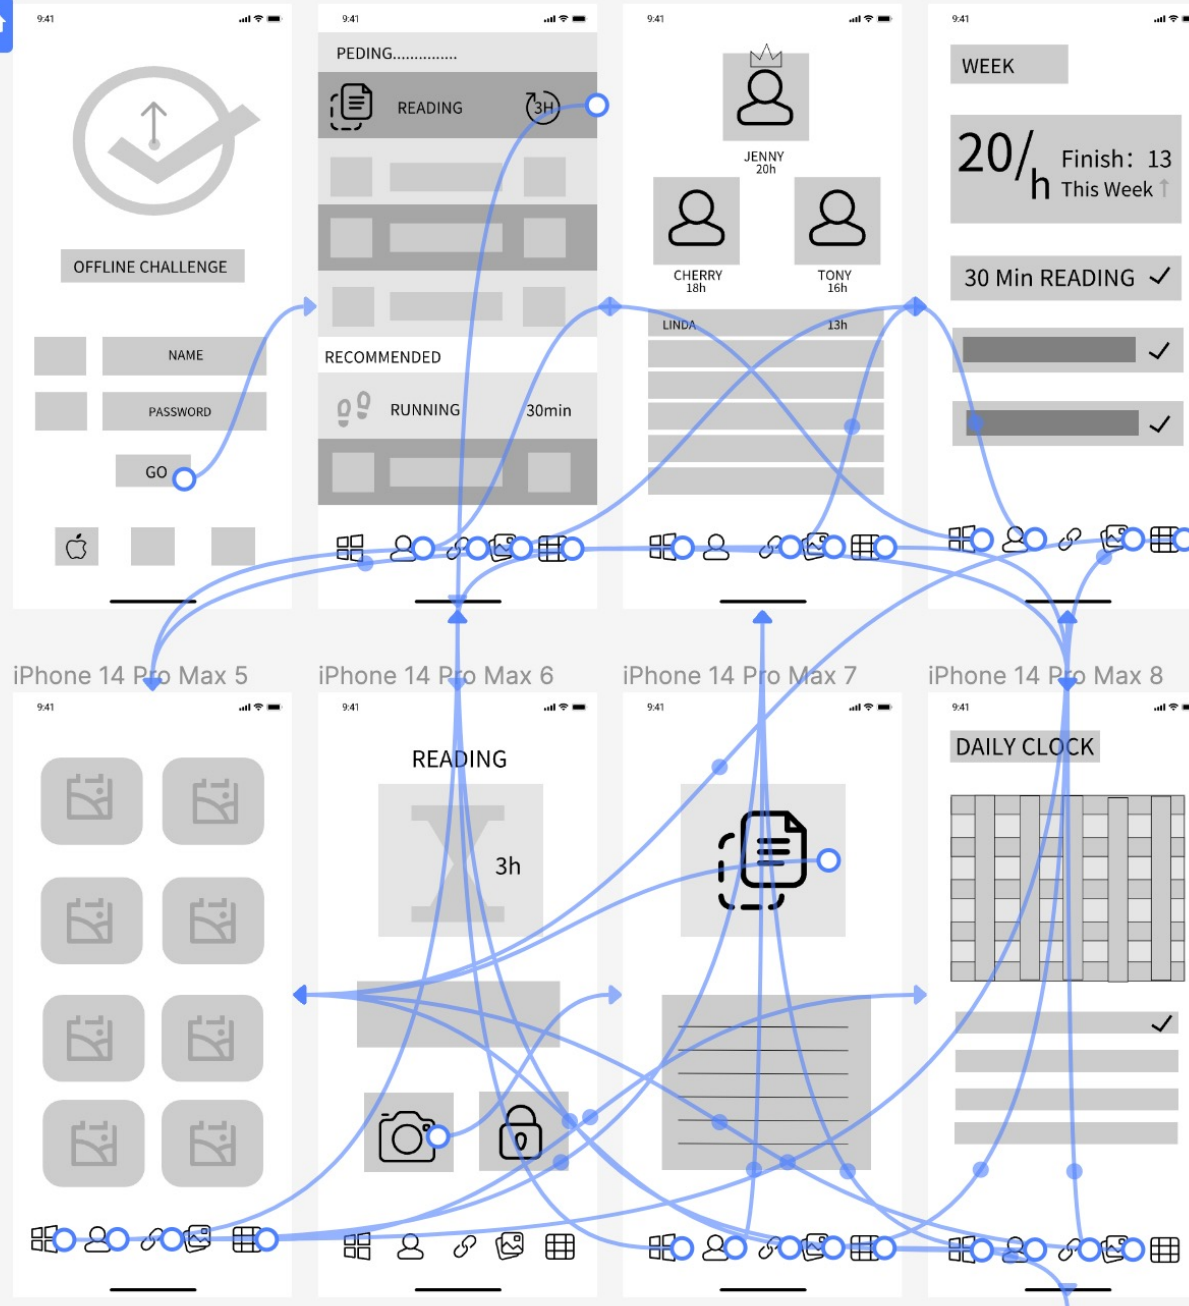 9:41
OFFLINE CHALLENGE
NAME
PASSWORD
GO
9:41
PEDING...............
READING
3H
RECOMMENDED
RUNNING
30min
9:41
JENNY
20h
CHERRY
18h
TONY
16h
LINDA
13h
9:41
WEEK
20/h
Finish: 13
This Week
30 Min READING
iPhone 14 Pro Max 5
9:41
iPhone 14 Pro Max 6
9:41
READING
3h
iPhone 14 Pro Max 7
9:41
iPhone 14 Pro Max 8
9:41
DAILY CLOCK